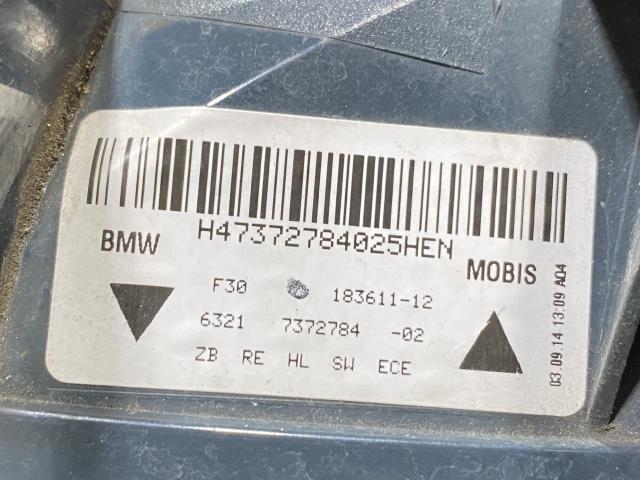 H47372784025HEN
BMW MOBIS
F30 183611-12
6321 7372784 -02
ZB RE HL SW ECE
03.09.14 13:09 A04